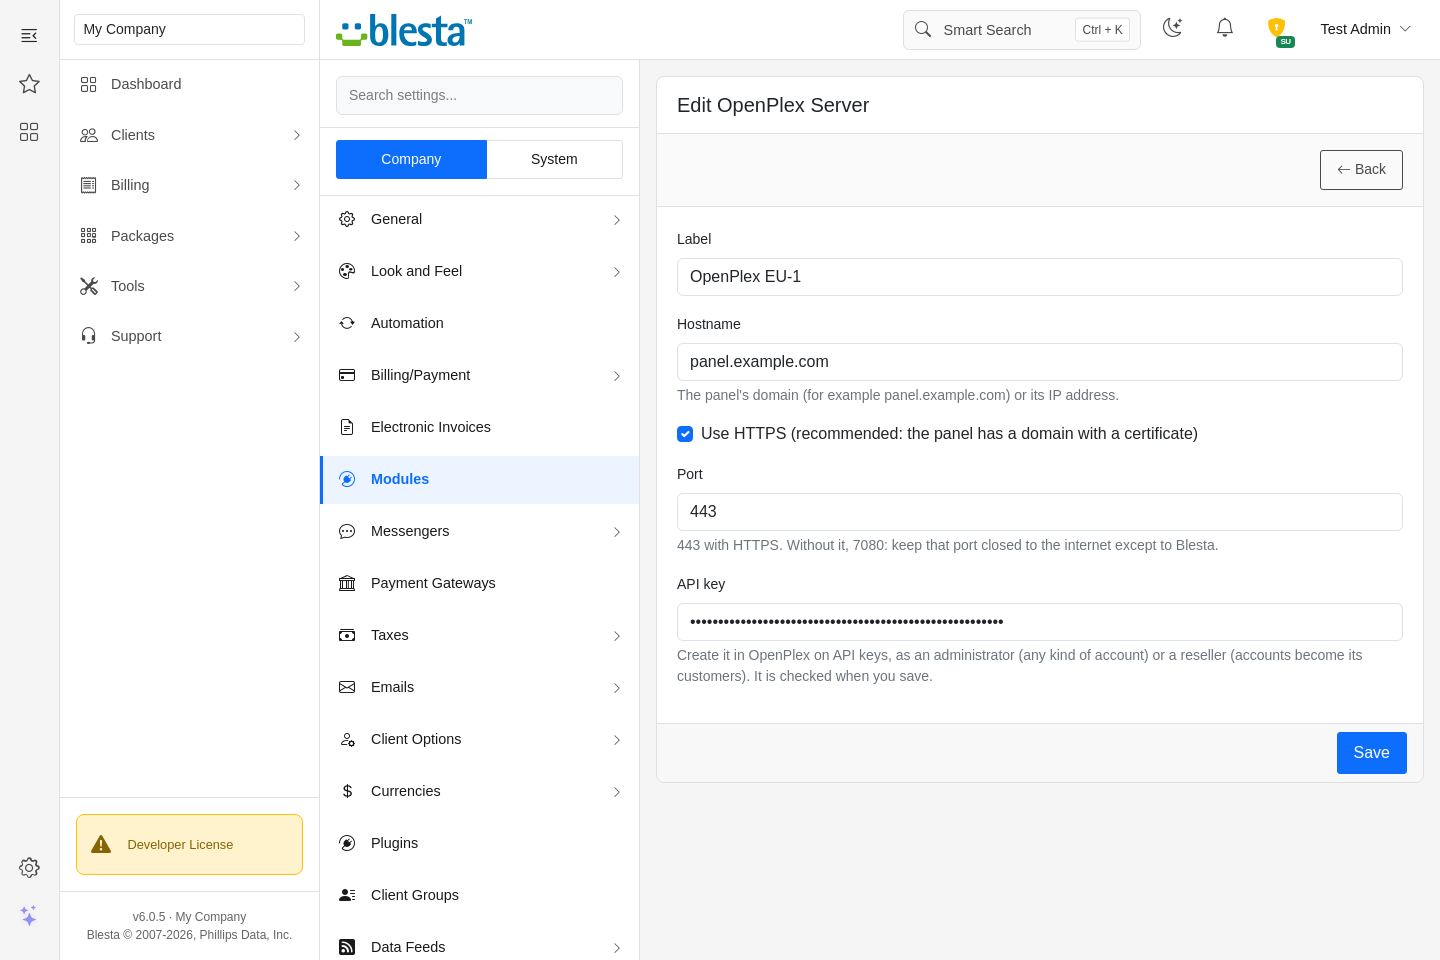 My Company
blesta™
Smart Search
Ctrl + K
SU
Test Admin
Dashboard
Clients
Billing
Packages
Tools
Support
Developer License
v6.0.5 · My Company
Blesta © 2007-2026, Phillips Data, Inc.
Search settings...
Company
System
General
Look and Feel
Automation
Billing/Payment
Electronic Invoices
Modules
Messengers
Payment Gateways
Taxes
Emails
Client Options
Currencies
Plugins
Client Groups
Data Feeds
Edit OpenPlex Server
← Back
Label
OpenPlex EU-1
Hostname
panel.example.com
The panel's domain (for example panel.example.com) or its IP address.
Use HTTPS (recommended: the panel has a domain with a certificate)
Port
443
443 with HTTPS. Without it, 7080: keep that port closed to the internet except to Blesta.
API key
Create it in OpenPlex on API keys, as an administrator (any kind of account) or a reseller (accounts become its
customers). It is checked when you save.
Save